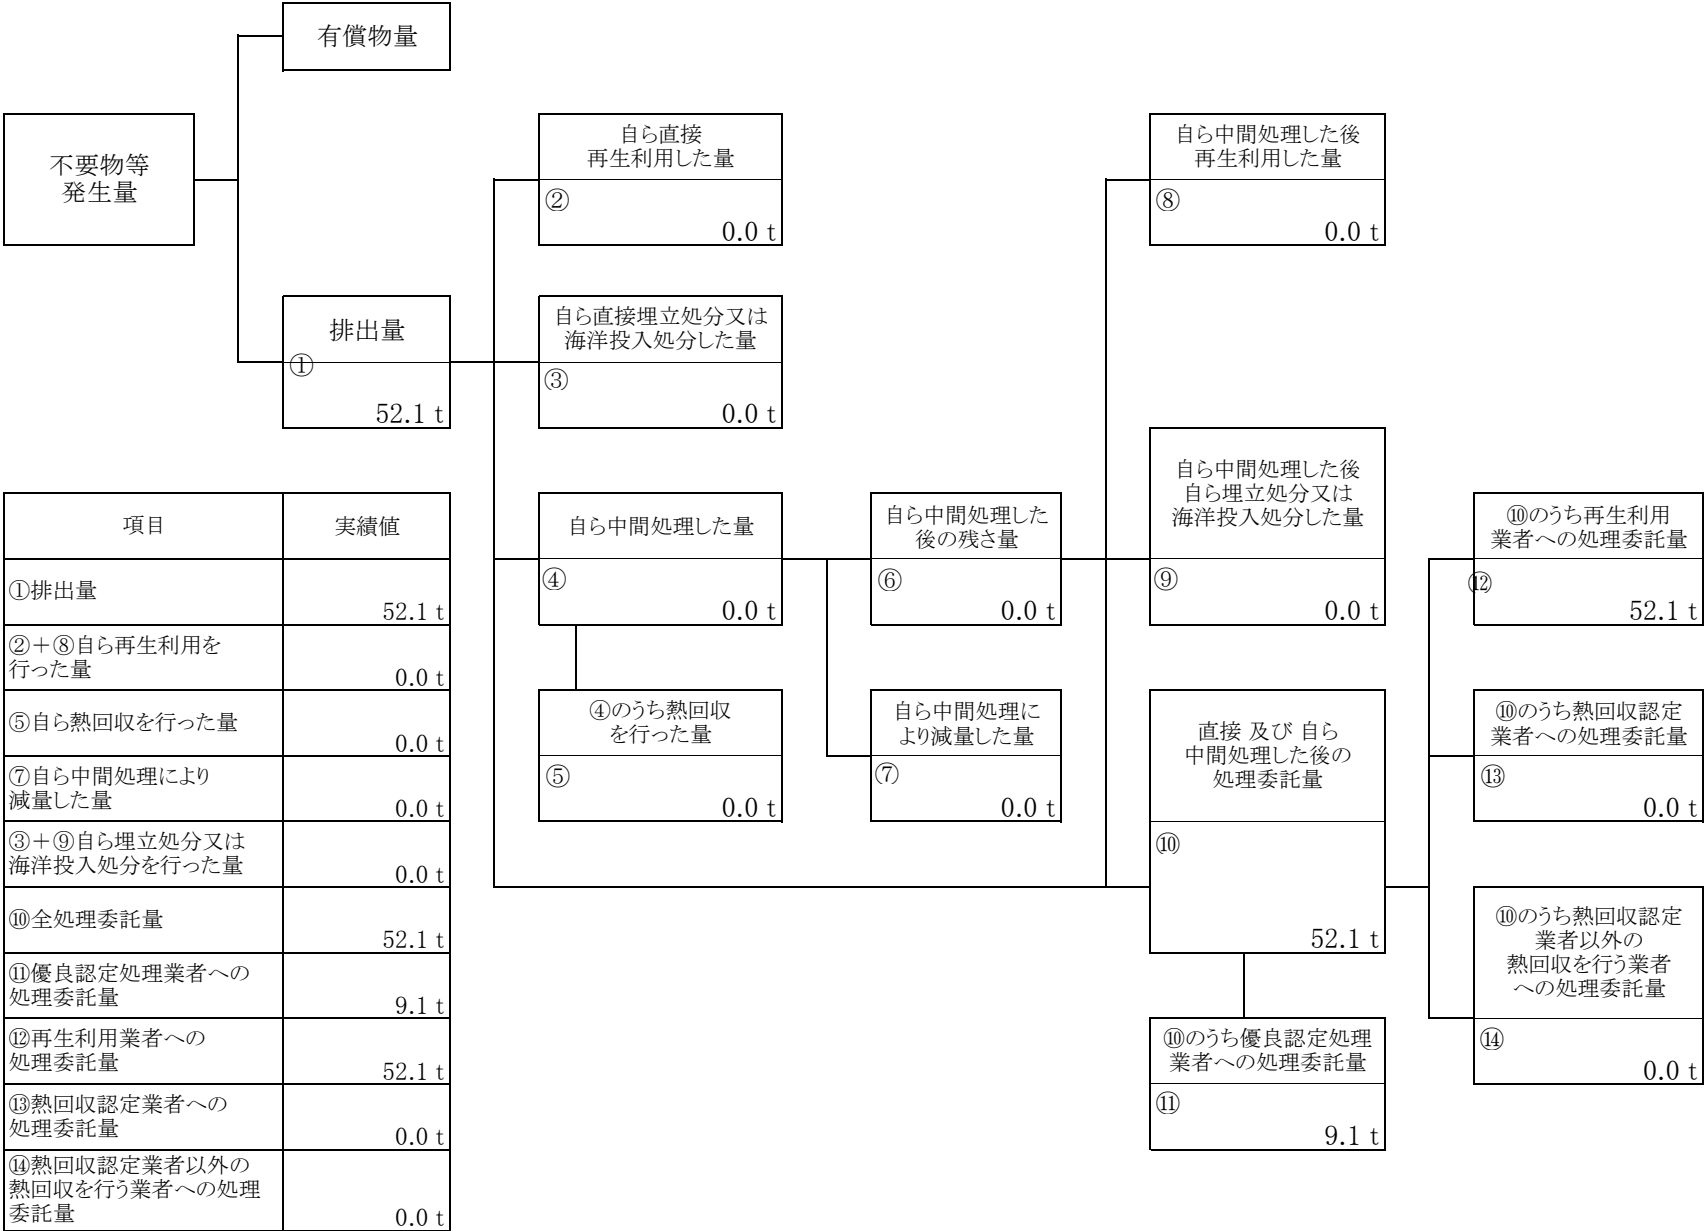 有償物量
不要物等
発生量
自ら直接
再生利用した量
②
0.0 t
自ら中間処理した後
再生利用した量
⑧
0.0 t
排出量
①
52.1 t
自ら直接埋立処分又は
海洋投入処分した量
③
0.0 t
自ら中間処理した量
④
0.0 t
自ら中間処理した
後の残さ量
⑥
0.0 t
自ら中間処理した後
自ら埋立処分又は
海洋投入処分した量
⑨
0.0 t
⑩のうち再生利用
業者への処理委託量
⑫
52.1 t
④のうち熱回収
を行った量
⑤
0.0 t
自ら中間処理に
より減量した量
⑦
0.0 t
直接 及び 自ら
中間処理した後の
処理委託量
⑩
52.1 t
⑩のうち熱回収認定
業者への処理委託量
⑬
0.0 t
⑩のうち熱回収認定
業者以外の
熱回収を行う業者
への処理委託量
⑭
0.0 t
⑩のうち優良認定処理
業者への処理委託量
⑪
9.1 t
項目 実績値
①排出量
52.1 t
②+⑧自ら再生利用を
行った量
0.0 t
⑤自ら熱回収を行った量
0.0 t
⑦自ら中間処理により
減量した量
0.0 t
③+⑨自ら埋立処分又は
海洋投入処分を行った量
0.0 t
⑩全処理委託量
52.1 t
⑪優良認定処理業者への
処理委託量
9.1 t
⑫再生利用業者への
処理委託量
52.1 t
⑬熱回収認定業者への
処理委託量
0.0 t
⑭熱回収認定業者以外の
熱回収を行う業者への処理
委託量
0.0 t